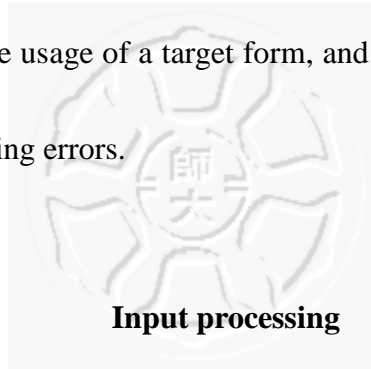 e usage of a target form, and
ing errors.
師
大
Input processing